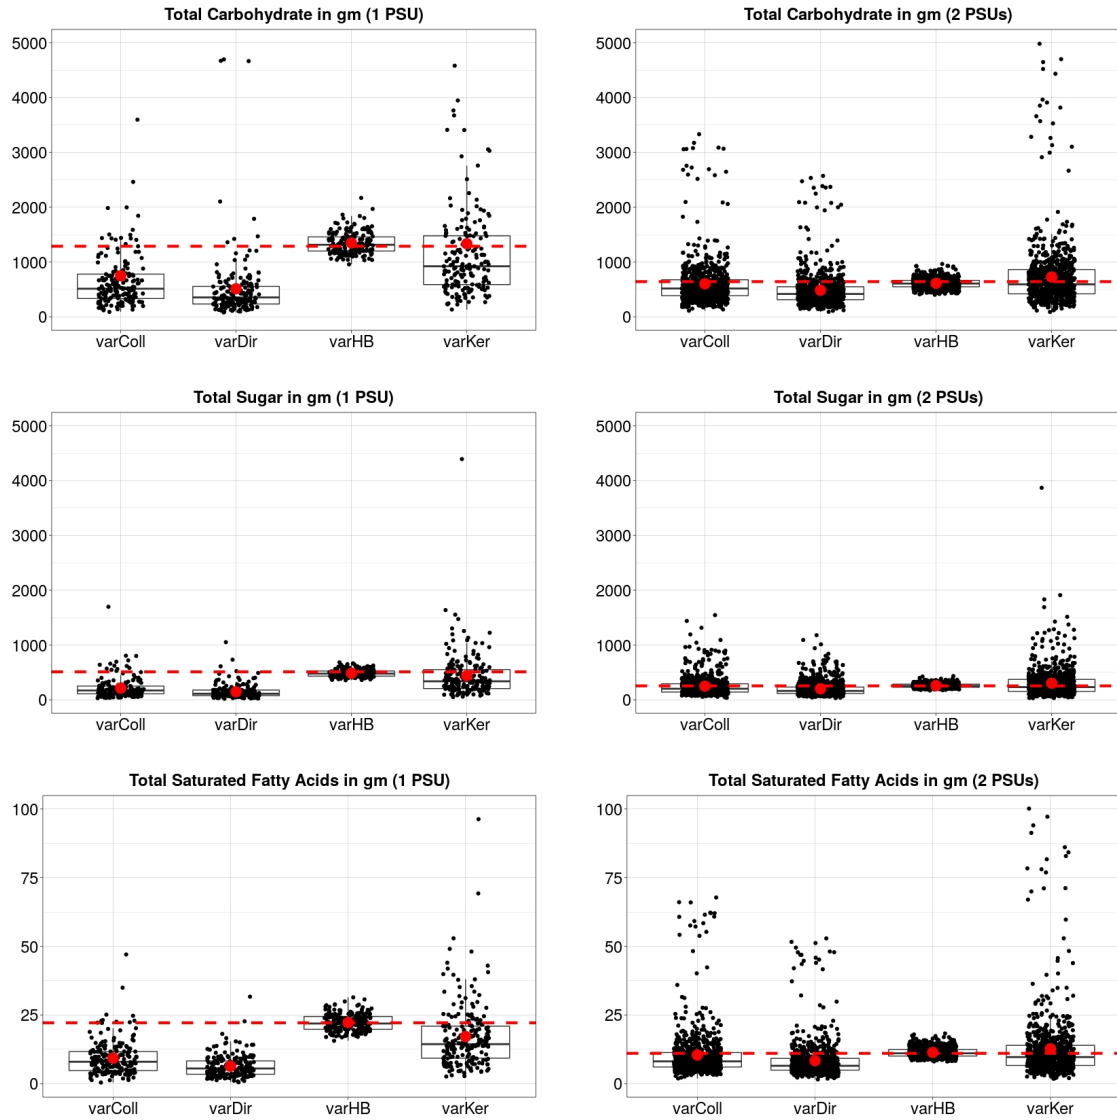 Total Carbohydrate in gm (1 PSU)
5000
4000
3000
2000
1000
0
varColl varDir varHB varKer
Total Carbohydrate in gm (2 PSUs)
5000
4000
3000
2000
1000
0
varColl varDir varHB varKer
Total Sugar in gm (1 PSU)
5000
4000
3000
2000
1000
0
varColl varDir varHB varKer
Total Sugar in gm (2 PSUs)
5000
4000
3000
2000
1000
0
varColl varDir varHB varKer
Total Saturated Fatty Acids in gm (1 PSU)
100
75
50
25
0
varColl varDir varHB varKer
Total Saturated Fatty Acids in gm (2 PSUs)
100
75
50
25
0
varColl varDir varHB varKer